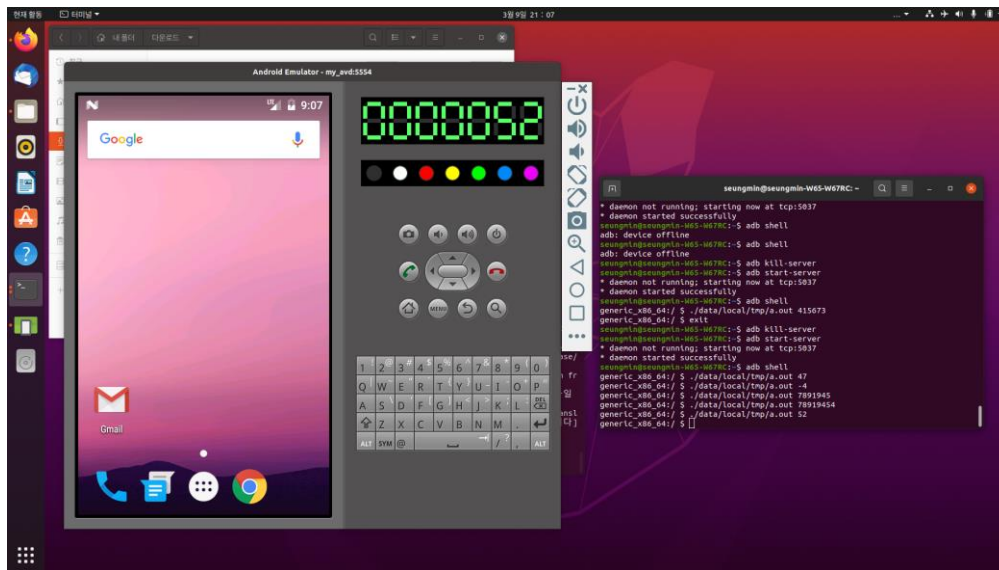 현재 활동
터미널
3월 9일 21 : 07
내 폴더
다운로드
Android Emulator - my_avd:5554
LTE
9:07
Google
0000052
MENU
1 2 3 4 5 6 7 8 9 0
Q W E R T Y U I O P
A S D F G H J K L DEL
Z X C V B N M .
ALT SYM @ / ? , ALT
Gmail
seungmin@seungmin-W65-W67RC: ~
* daemon not running; starting now at tcp:5037
* daemon started successfully
seungmin@seungmin-W65-W67RC:~$ adb shell
adb: device offline
seungmin@seungmin-W65-W67RC:~$ adb shell
adb: device offline
seungmin@seungmin-W65-W67RC:~$ adb kill-server
seungmin@seungmin-W65-W67RC:~$ adb start-server
* daemon not running; starting now at tcp:5037
* daemon started successfully
seungmin@seungmin-W65-W67RC:~$ adb shell
generic_x86_64:/ $ ./data/local/tmp/a.out 415673
generic_x86_64:/ $ exit
seungmin@seungmin-W65-W67RC:~$ adb kill-server
seungmin@seungmin-W65-W67RC:~$ adb start-server
* daemon not running; starting now at tcp:5037
* daemon started successfully
seungmin@seungmin-W65-W67RC:~$ adb shell
generic_x86_64:/ $ ./data/local/tmp/a.out 47
generic_x86_64:/ $ ./data/local/tmp/a.out -4
generic_x86_64:/ $ ./data/local/tmp/a.out 7891945
generic_x86_64:/ $ ./data/local/tmp/a.out 78919454
generic_x86_64:/ $ ./data/local/tmp/a.out 52
generic_x86_64:/ $